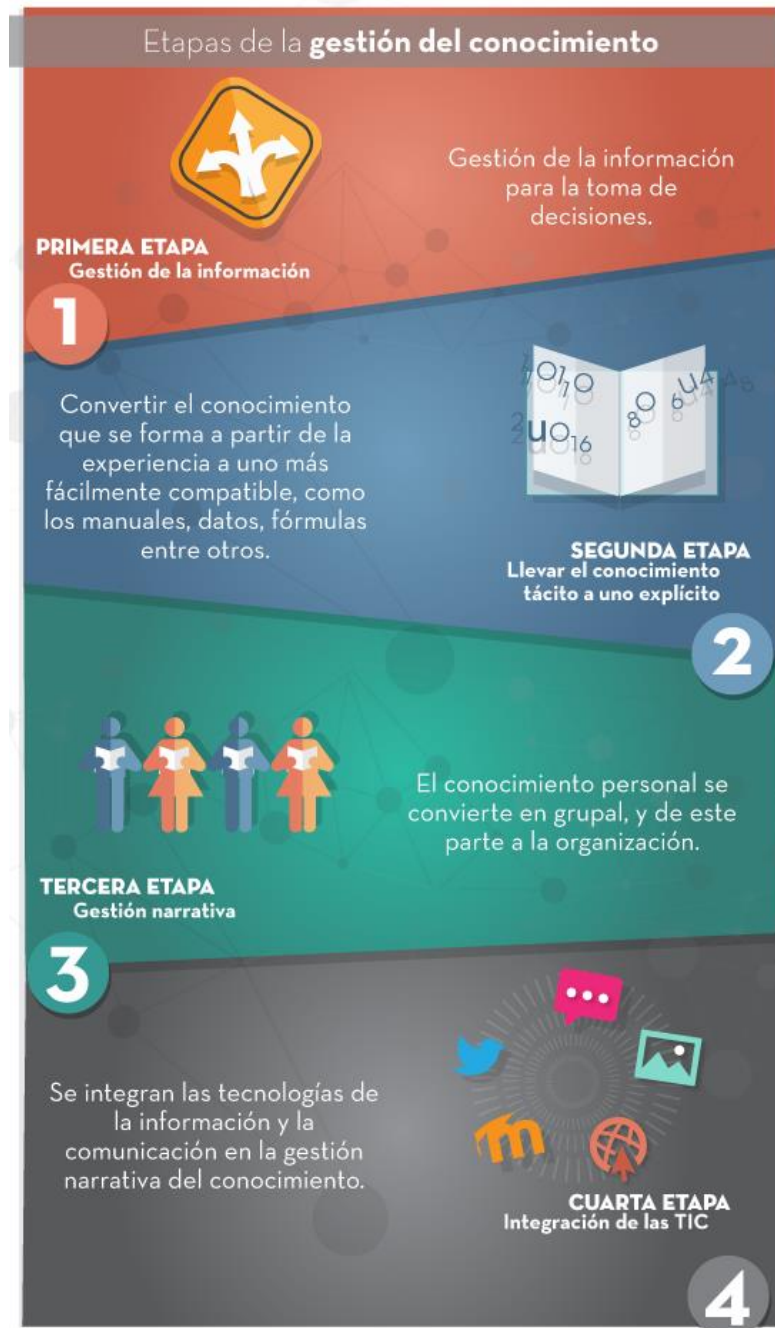 Etapas de la gestión del conocimiento
Gestión de la información
para la toma de
decisiones.
PRIMERA ETAPA
Gestión de la información
1
Convertir el conocimiento
que se forma a partir de la
experiencia a uno más
fácilmente compatible, como
los manuales, datos, fórmulas
entre otros.
SEGUNDA ETAPA
Llevar el conocimiento
tácito a uno explícito
2
El conocimiento personal se
convierte en grupal, y de este
parte a la organización.
TERCERA ETAPA
Gestión narrativa
3
Se integran las tecnologías de
la información y la
comunicación en la gestión
narrativa del conocimiento.
CUARTA ETAPA
Integración de las TIC
4